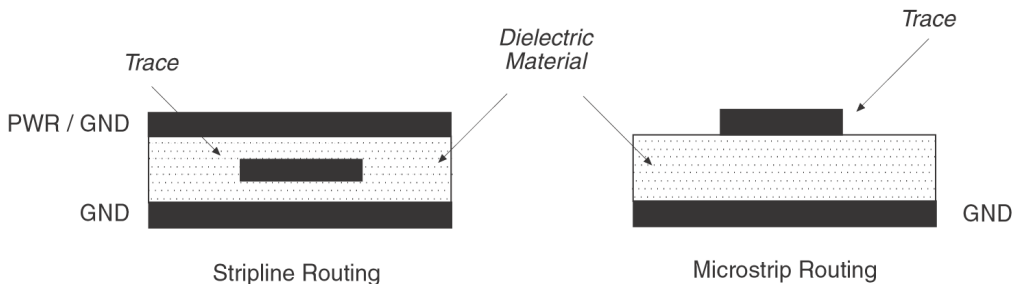 Trace
Dielectric
Material
Trace
PWR / GND
GND
GND
Stripline Routing
Microstrip Routing